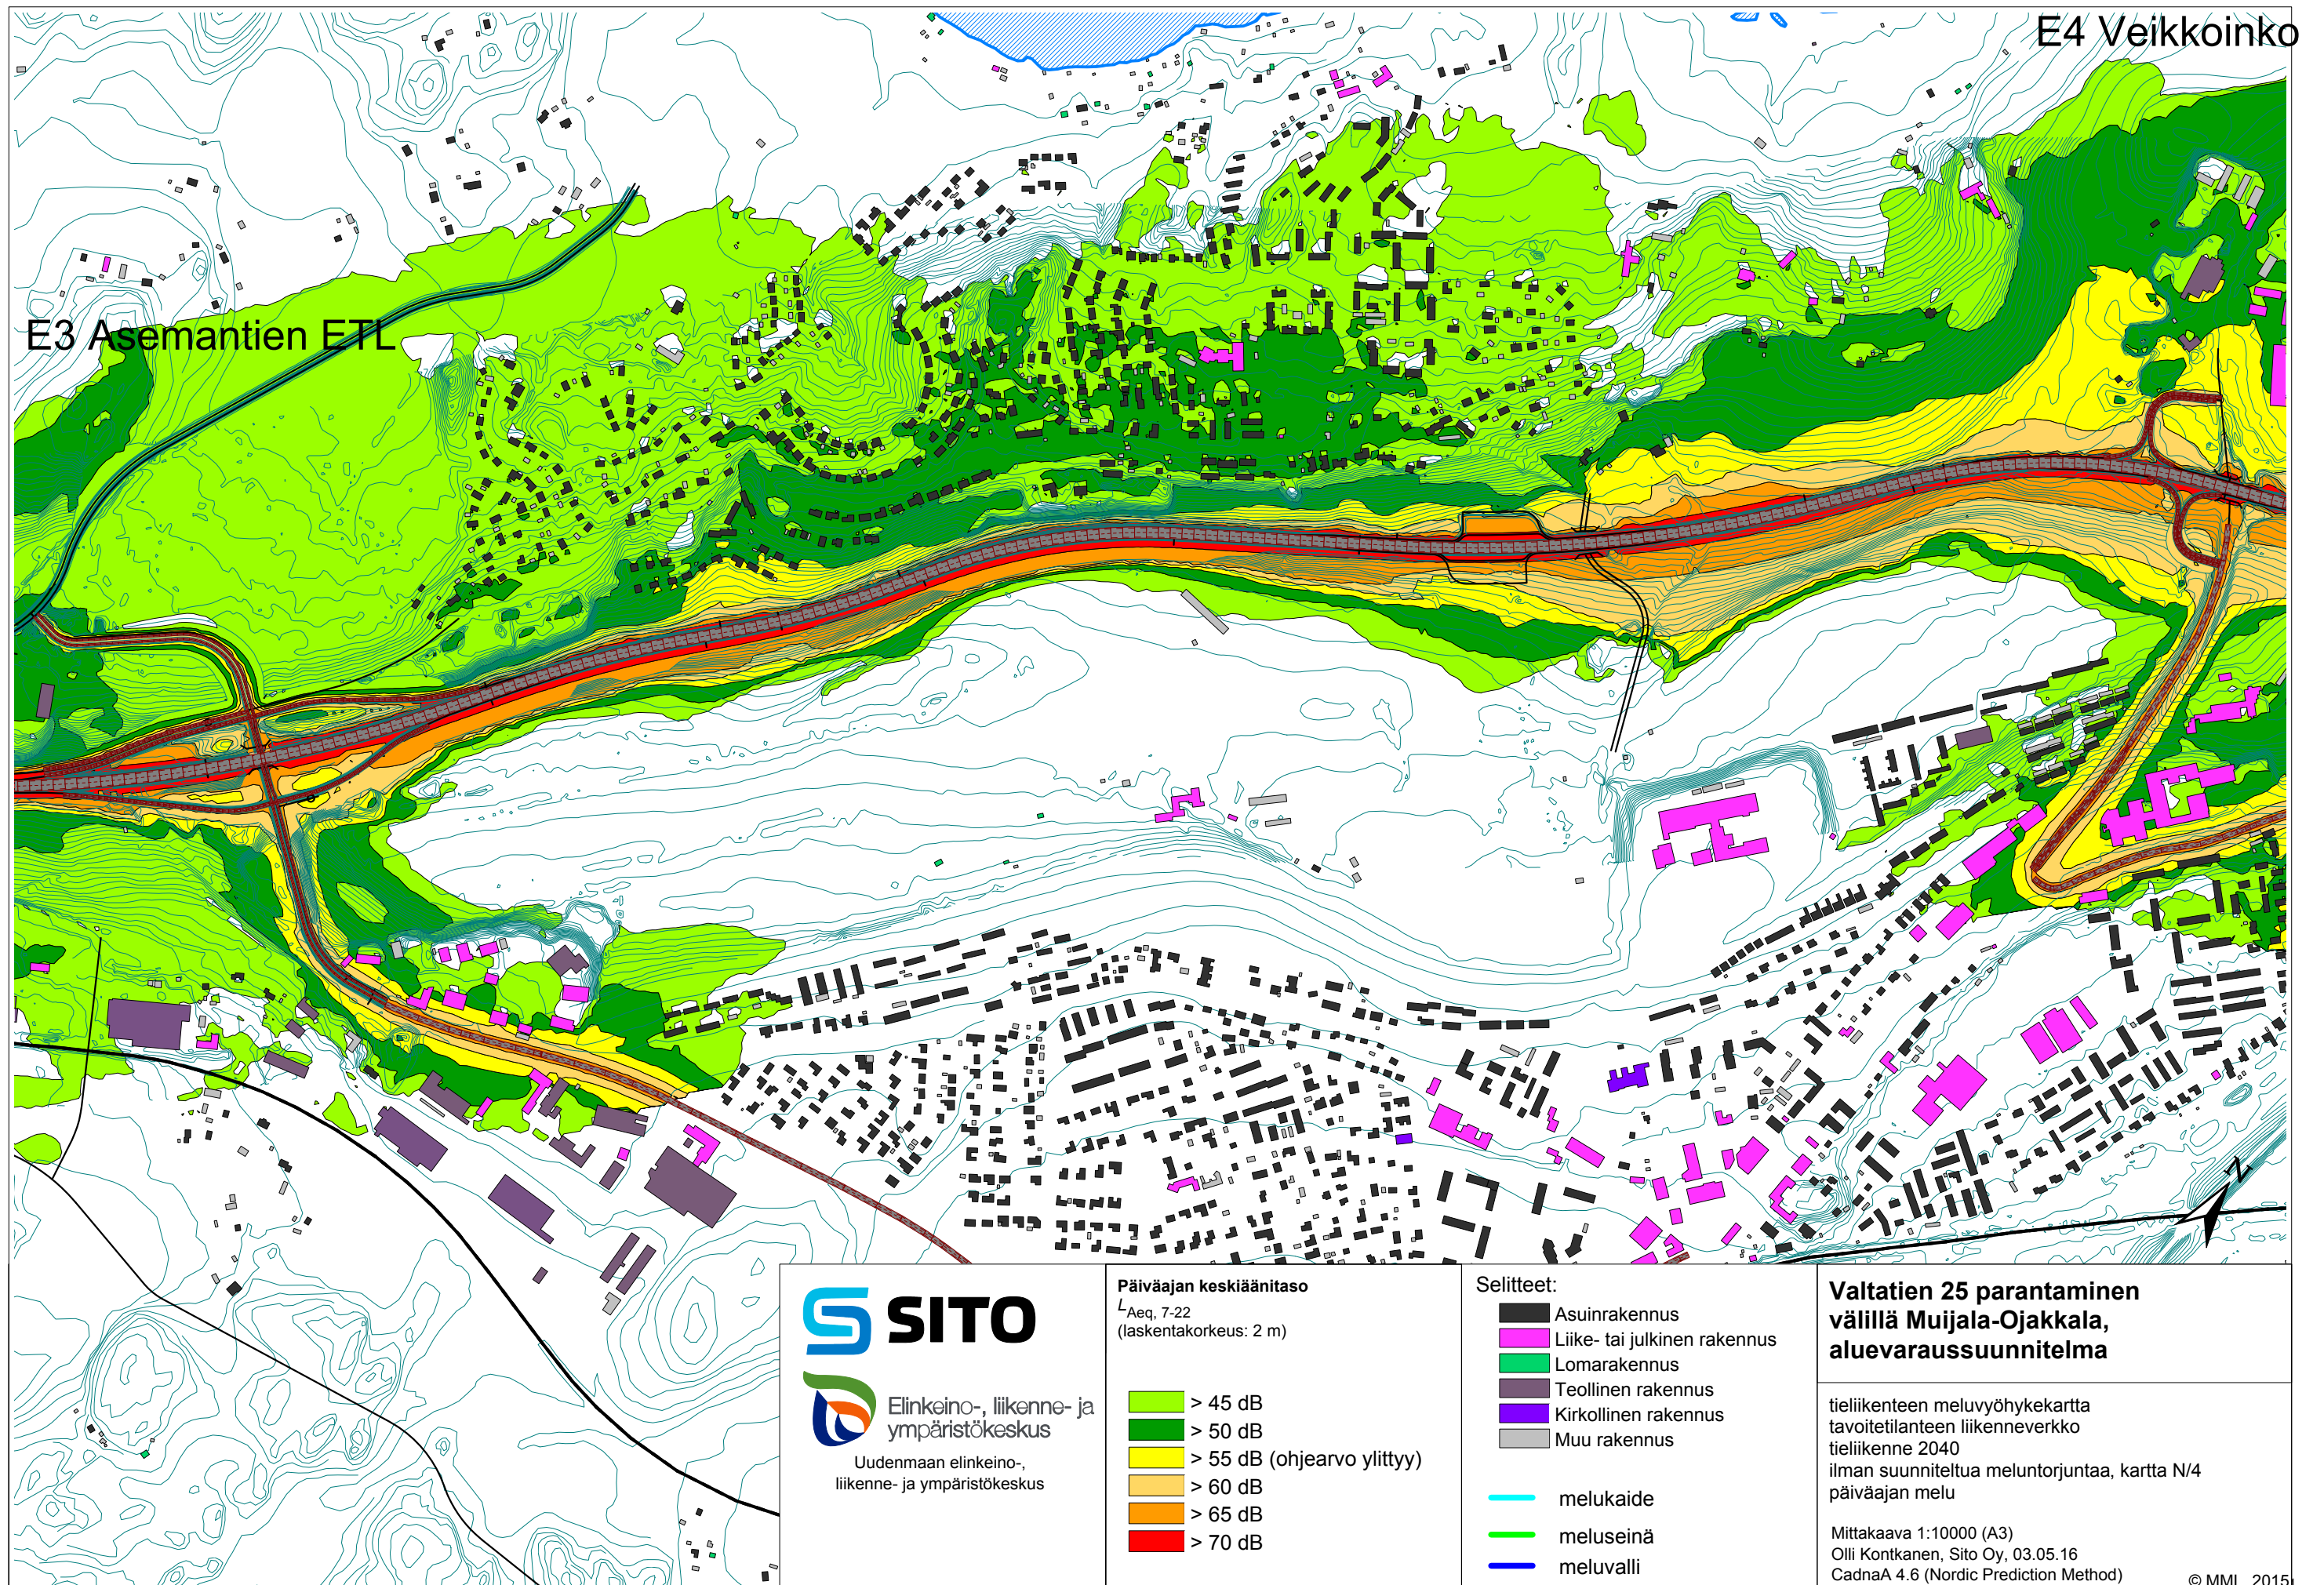 E4 Veikkoinko
E3 Asemantien ETL
N
SITO
Elinkeino-, liikenne- ja
ympäristökeskus
Uudenmaan elinkeino-,
liikenne- ja ympäristökeskus
Päiväajan keskiäänitaso
LAeq, 7-22
(laskentakorkeus: 2 m)
> 45 dB
> 50 dB
> 55 dB (ohjearvo ylittyy)
> 60 dB
> 65 dB
> 70 dB
Selitteet:
Asuinrakennus
Liike- tai julkinen rakennus
Lomarakennus
Teollinen rakennus
Kirkollinen rakennus
Muu rakennus
melukaide
meluseinä
meluvalli
Valtatien 25 parantaminen
välillä Muijala-Ojakkala,
aluevaraussuunnitelma
tieliikenteen meluvyöhykekartta
tavoitetilanteen liikenneverkko
tieliikenne 2040
ilman suunniteltua meluntorjuntaa, kartta N/4
päiväajan melu
Mittakaava 1:10000 (A3)
Olli Kontkanen, Sito Oy, 03.05.16
CadnaA 4.6 (Nordic Prediction Method)
© MML, 2015